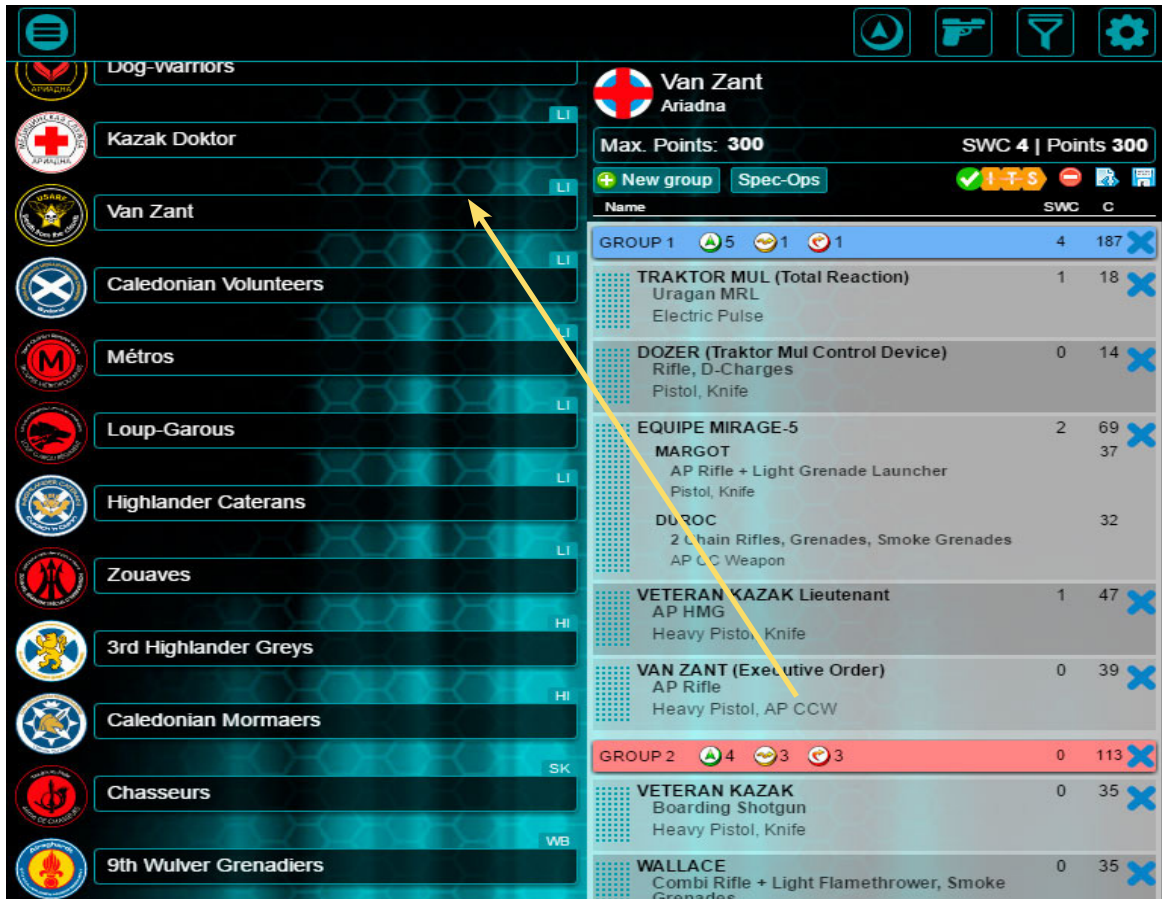 Dog-Warriors
АРИАДНА
LI
Kazak Doktor
АРИАДНА
LI
USARF
Van Zant
LI
Caledonian Volunteers
LI
M
Métros
LI
Loup-Garous
LI
Highlander Caterans
LI
Zouaves
HI
3rd Highlander Greys
HI
Caledonian Mormaers
SK
Chasseurs
WB
9th Wulver Grenadiers
Van Zant
Ariadna
Max. Points: 300 SWC 4 | Points 300
New group Spec-Ops I T S
Name SWC C
GROUP 1 5 1 1 4 187
TRAKTOR MUL (Total Reaction) 1 18
Uragan MRL
Electric Pulse
DOZER (Traktor Mul Control Device) 0 14
Rifle, D-Charges
Pistol, Knife
EQUIPE MIRAGE-5 2 69
MARGOT 37
AP Rifle + Light Grenade Launcher
Pistol, Knife
DUROC 32
2 Chain Rifles, Grenades, Smoke Grenades
AP CC Weapon
VETERAN KAZAK Lieutenant 1 47
AP HMG
Heavy Pistol, Knife
VAN ZANT (Executive Order) 0 39
AP Rifle
Heavy Pistol, AP CCW
GROUP 2 4 3 3 0 113
VETERAN KAZAK 0 35
Boarding Shotgun
Heavy Pistol, Knife
WALLACE 0 35
Combi Rifle + Light Flamethrower, Smoke
Grenades